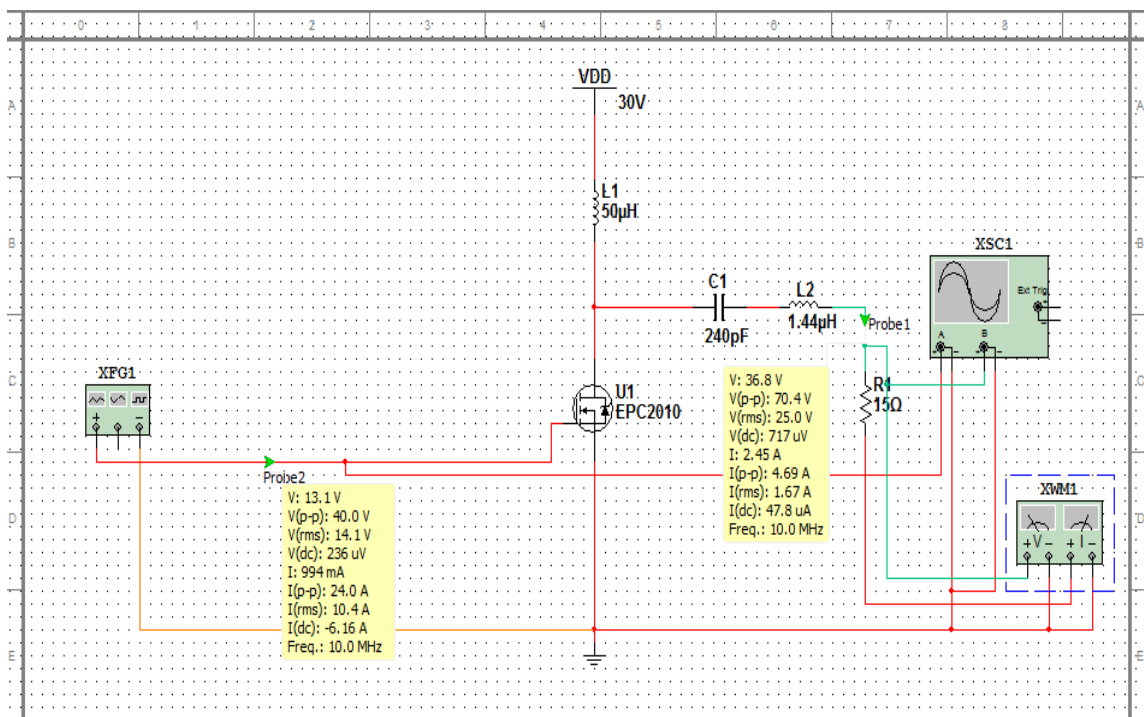 0 1 2 3 4 5 6 7 8
A A
B B
C C
D D
E E
VDD
30V
L1
50µH
C1
240pF
L2
1.44µH
Probe1
XSC1
Ext Trig
+
-
A
B
+ - + -
R1
15Ω
U1
EPC2010
XFG1
+ -
Probe2
V: 13.1 V
V(p-p): 40.0 V
V(rms): 14.1 V
V(dc): 236 uV
I: 994 mA
I(p-p): 24.0 A
I(rms): 10.4 A
I(dc): -6.16 A
Freq.: 10.0 MHz
V: 36.8 V
V(p-p): 70.4 V
V(rms): 25.0 V
V(dc): 717 uV
I: 2.45 A
I(p-p): 4.69 A
I(rms): 1.67 A
I(dc): 47.8 uA
Freq.: 10.0 MHz
XWM1
+ V - + I -